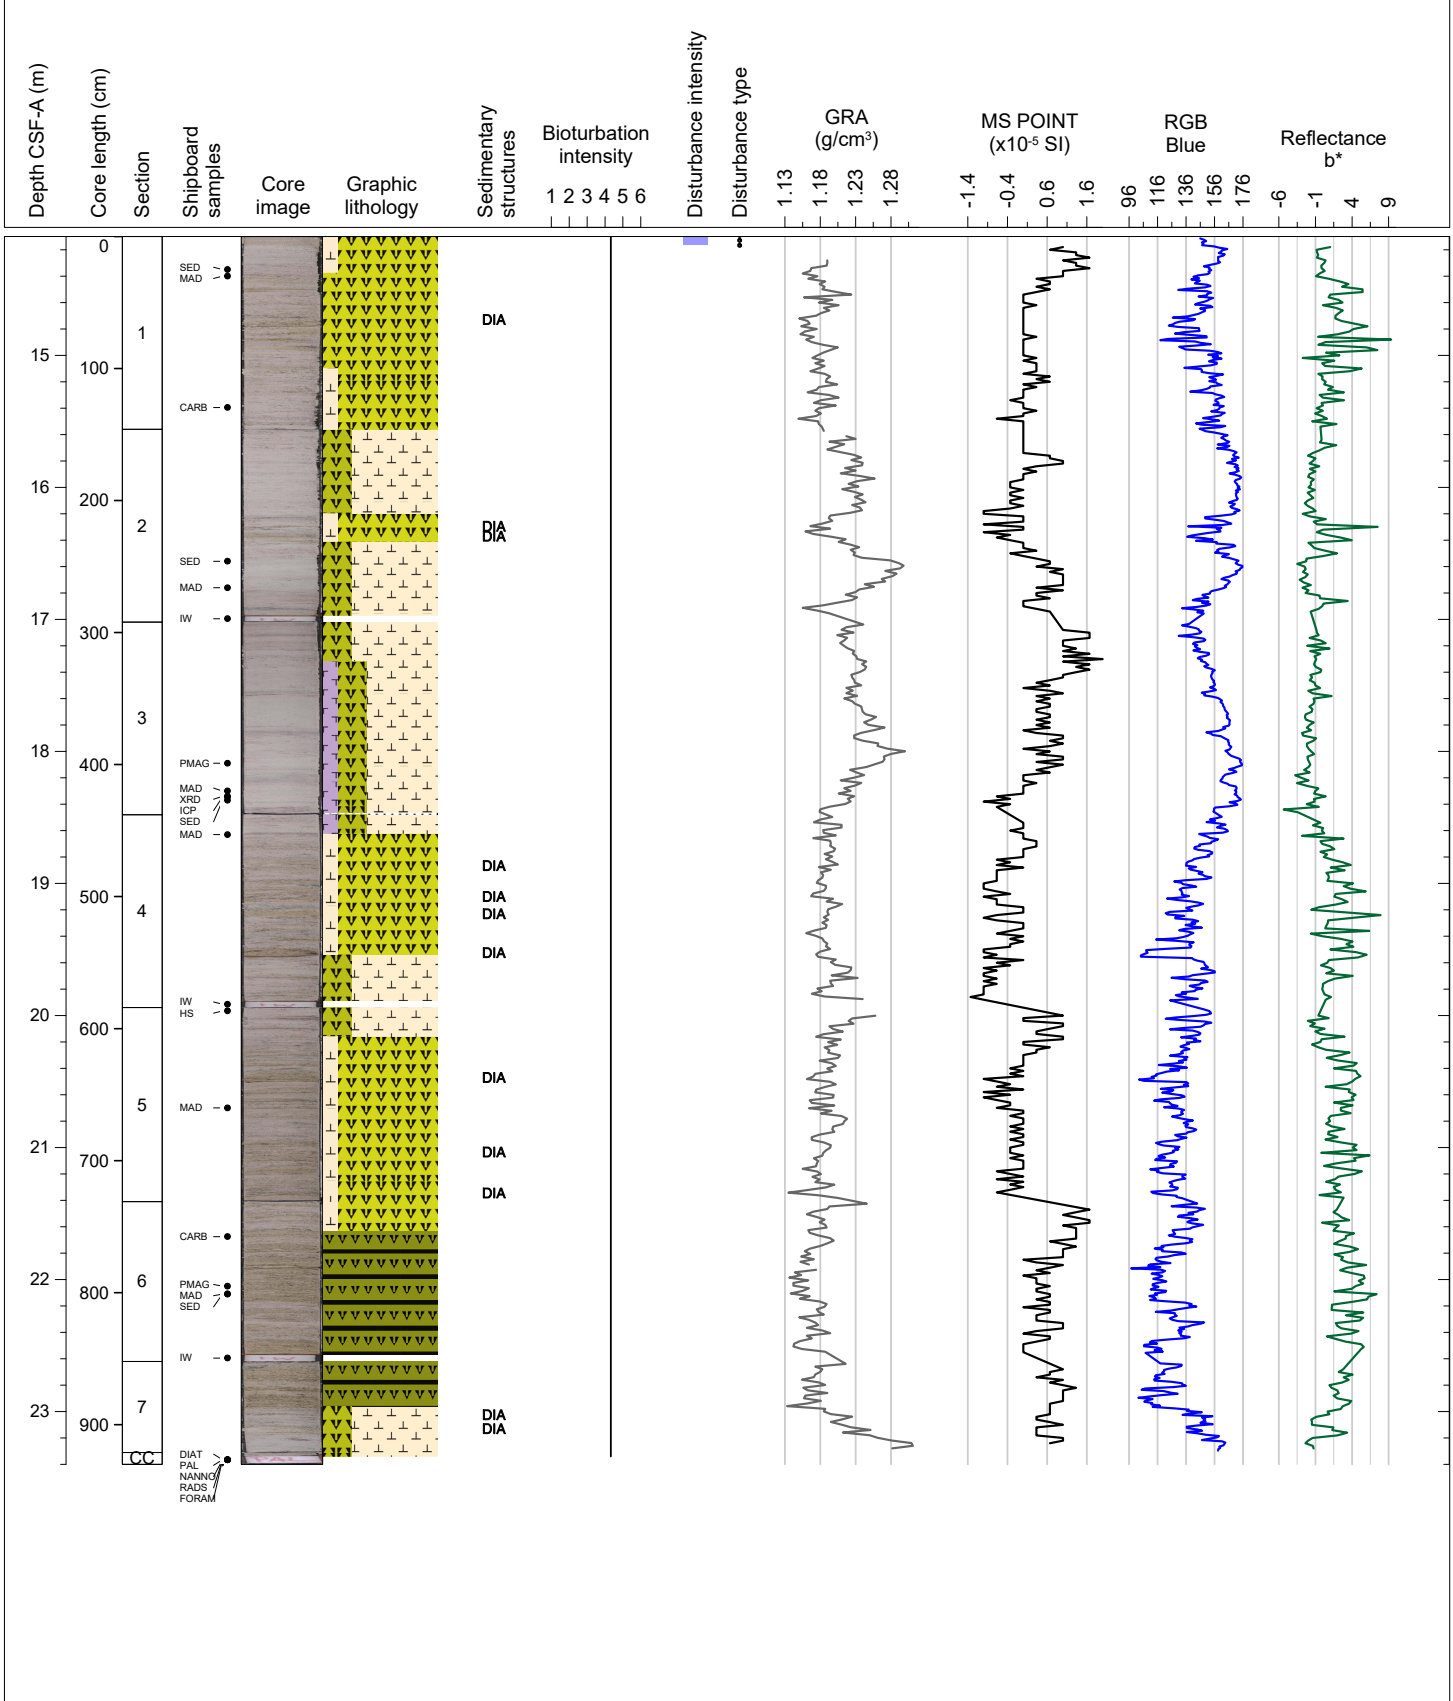 Depth CSF-A (m)
Core length (cm)
Section
Shipboard
samples
Core
image
Graphic
lithology
Sedimentary
structures
Bioturbation
intensity
1 2 3 4 5 6
Disturbance intensity
Disturbance type
GRA
(g/cm³)
1.13 1.18 1.23 1.28
MS POINT
(x10⁻⁵ SI)
-1.4 -0.4 0.6 1.6
RGB
Blue
96 116 136 156 176
Reflectance
b*
-6 -1 4 9
0
SED
MAD
DIA
1
15
100
CARB
16
200
2
DIA
DIA
SED
MAD
17
IW
300
3
18
PMAG
400
MAD
XRD
ICP
SED
MAD
DIA
19
500
DIA
4
DIA
DIA
IW
HS
20
600
DIA
5
MAD
21
DIA
700
DIA
CARB
22
6
PMAG
800
MAD
SED
IW
7
23
DIA
900
DIA
CC
DIAT
PAL
NANNO
RADS
FORAM